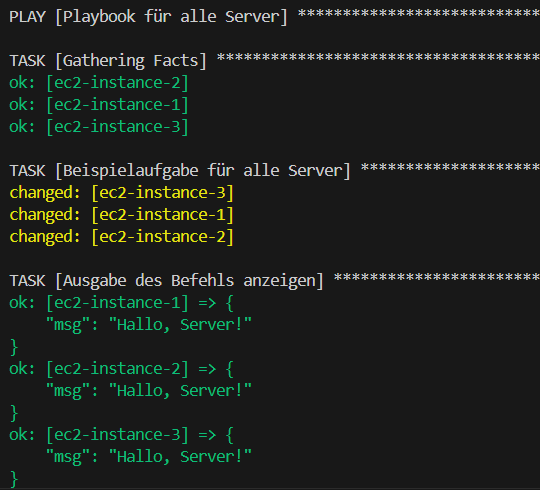 PLAY [Playbook für alle Server] ***************************
TASK [Gathering Facts] ************************************
ok: [ec2-instance-2]
ok: [ec2-instance-1]
ok: [ec2-instance-3]
TASK [Beispielaufgabe für alle Server] ********************
changed: [ec2-instance-3]
changed: [ec2-instance-1]
changed: [ec2-instance-2]
TASK [Ausgabe des Befehls anzeigen] ***********************
ok: [ec2-instance-1] => {
    "msg": "Hallo, Server!"
}
ok: [ec2-instance-2] => {
    "msg": "Hallo, Server!"
}
ok: [ec2-instance-3] => {
    "msg": "Hallo, Server!"
}